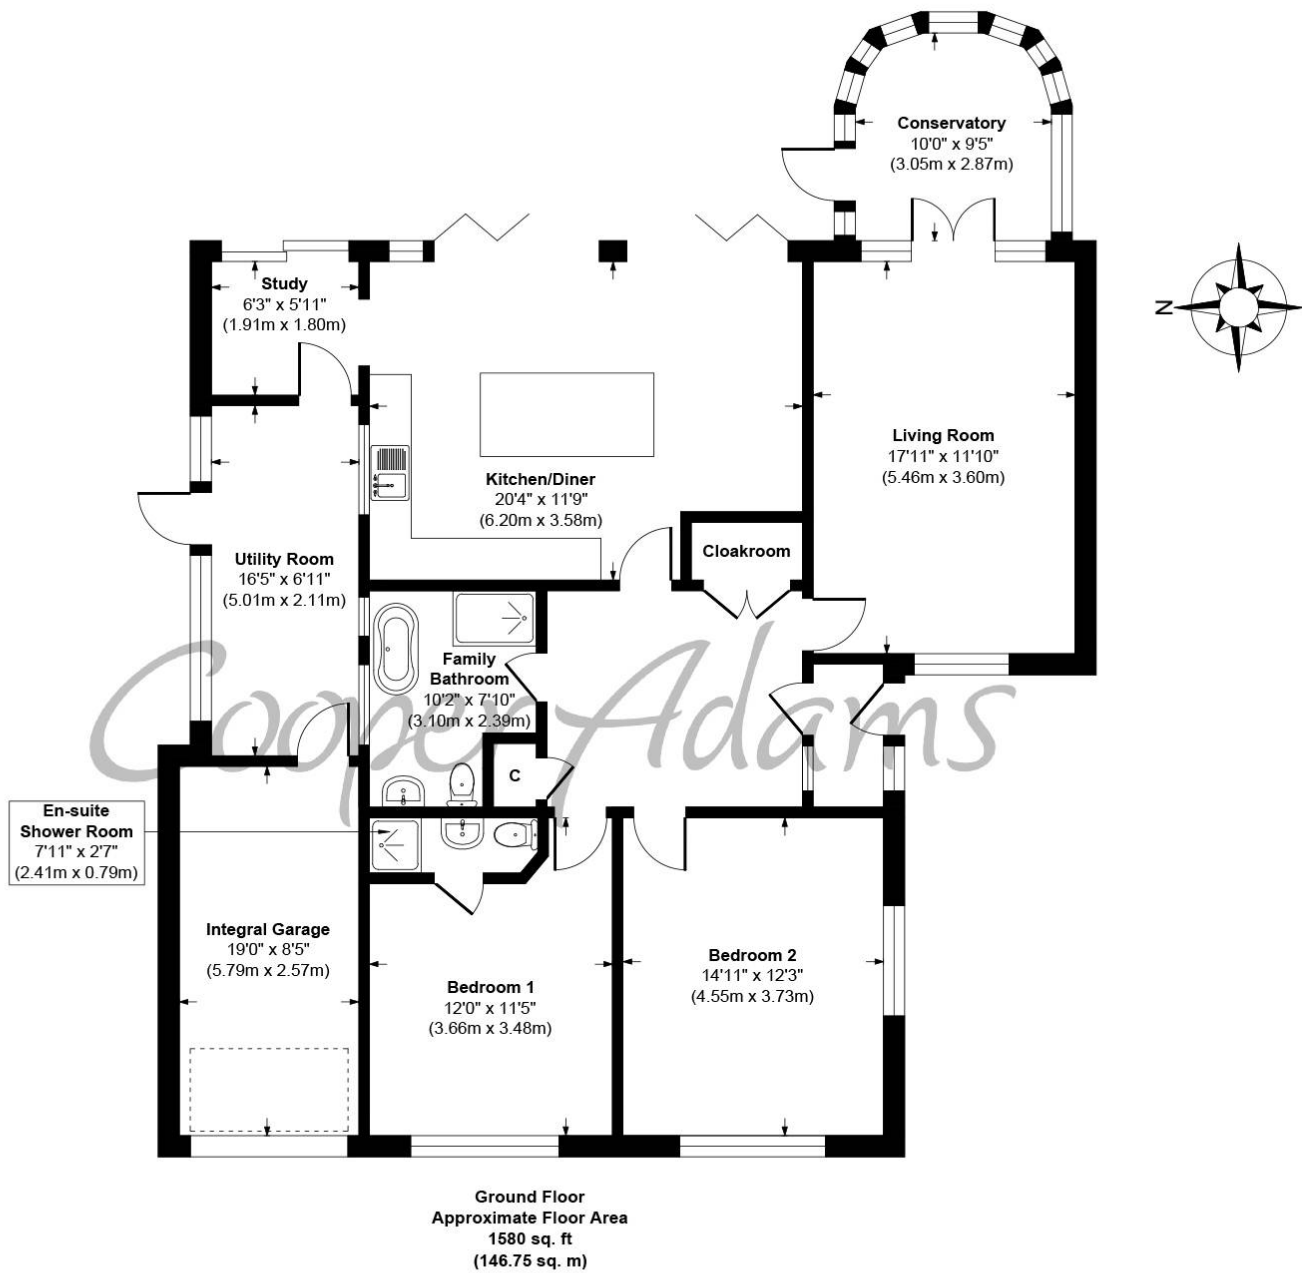 Conservatory
10'0" x 9'5"
(3.05m x 2.87m)
Study
6'3" x 5'11"
(1.91m x 1.80m)
N
Living Room
17'11" x 11'10"
(5.46m x 3.60m)
Kitchen/Diner
20'4" x 11'9"
(6.20m x 3.58m)
Cloakroom
Utility Room
16'5" x 6'11"
(5.01m x 2.11m)
Family
Bathroom
10'2" x 7'10"
(3.10m x 2.39m)
Cooper Adams
C
En-suite
Shower Room
7'11" x 2'7"
(2.41m x 0.79m)
Integral Garage
19'0" x 8'5"
(5.79m x 2.57m)
Bedroom 1
12'0" x 11'5"
(3.66m x 3.48m)
Bedroom 2
14'11" x 12'3"
(4.55m x 3.73m)
Ground Floor
Approximate Floor Area
1580 sq. ft
(146.75 sq. m)